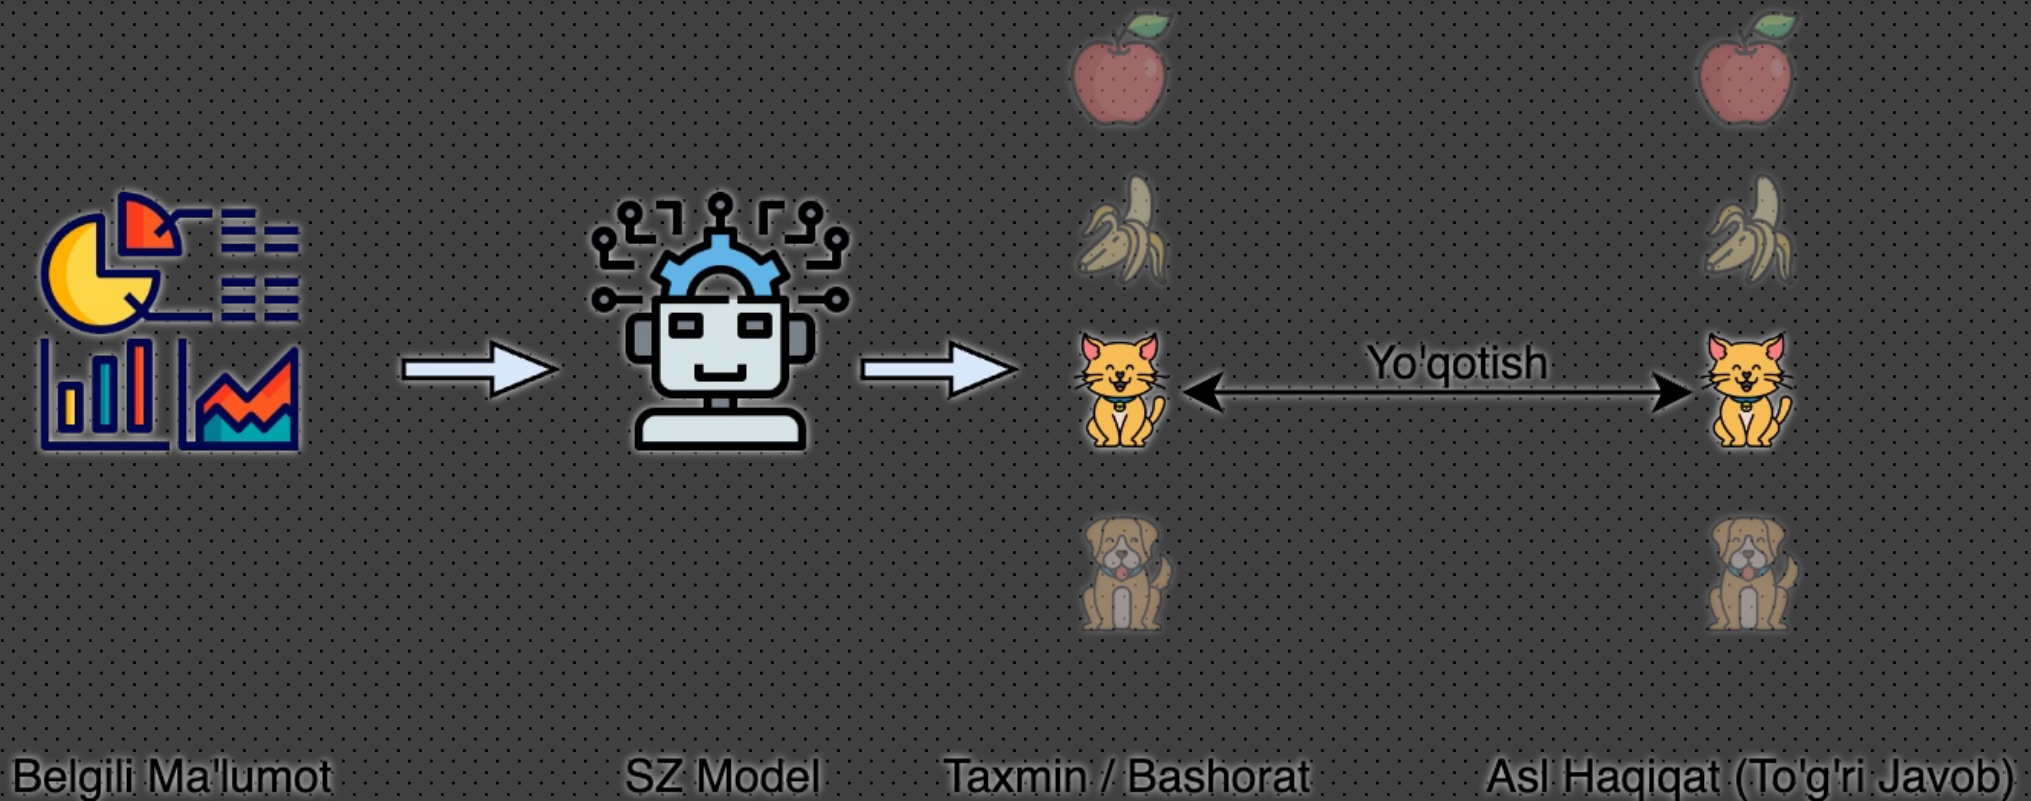 Yo'qotish
Belgili Ma'lumot
SZ Model
Taxmin / Bashorat
Asl Haqiqat (To'g'ri Javob)